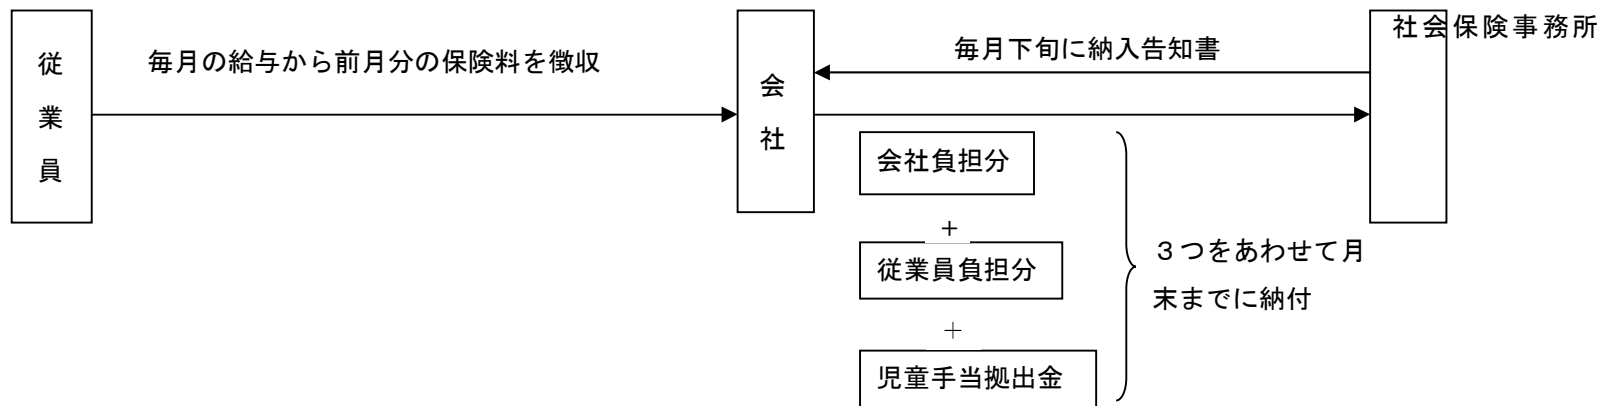 従業員
毎月の給与から前月分の保険料を徴収
会社
毎月下旬に納入告知書
社会保険事務所
会社負担分
+
従業員負担分
+
児童手当拠出金
3つをあわせて月
末までに納付